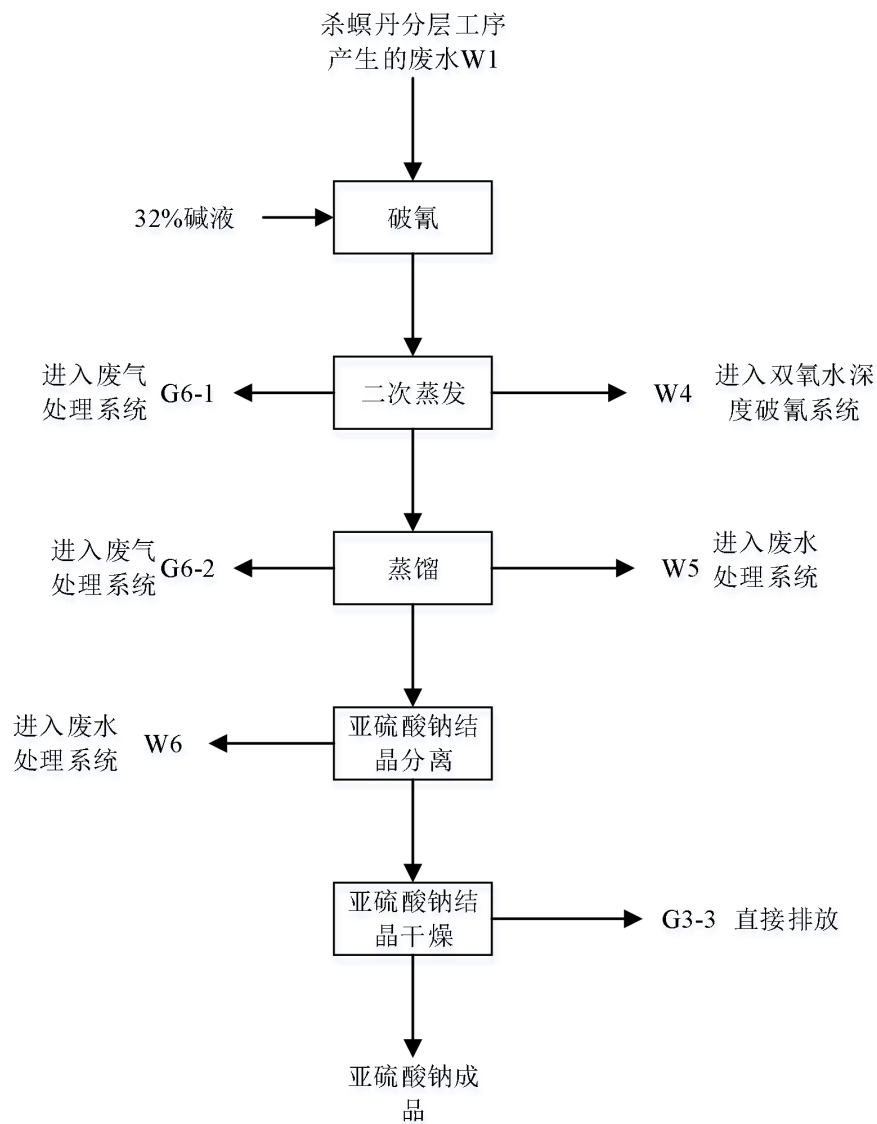 杀螟丹分层工序
产生的废水W1
32%碱液
破氰
进入废气
处理系统
G6-1
二次蒸发
W4
进入双氧水深
度破氰系统
进入废气
处理系统
G6-2
蒸馏
W5
进入废水
处理系统
进入废水
处理系统
W6
亚硫酸钠结
晶分离
亚硫酸钠结
晶干燥
G3-3 直接排放
亚硫酸钠成
品